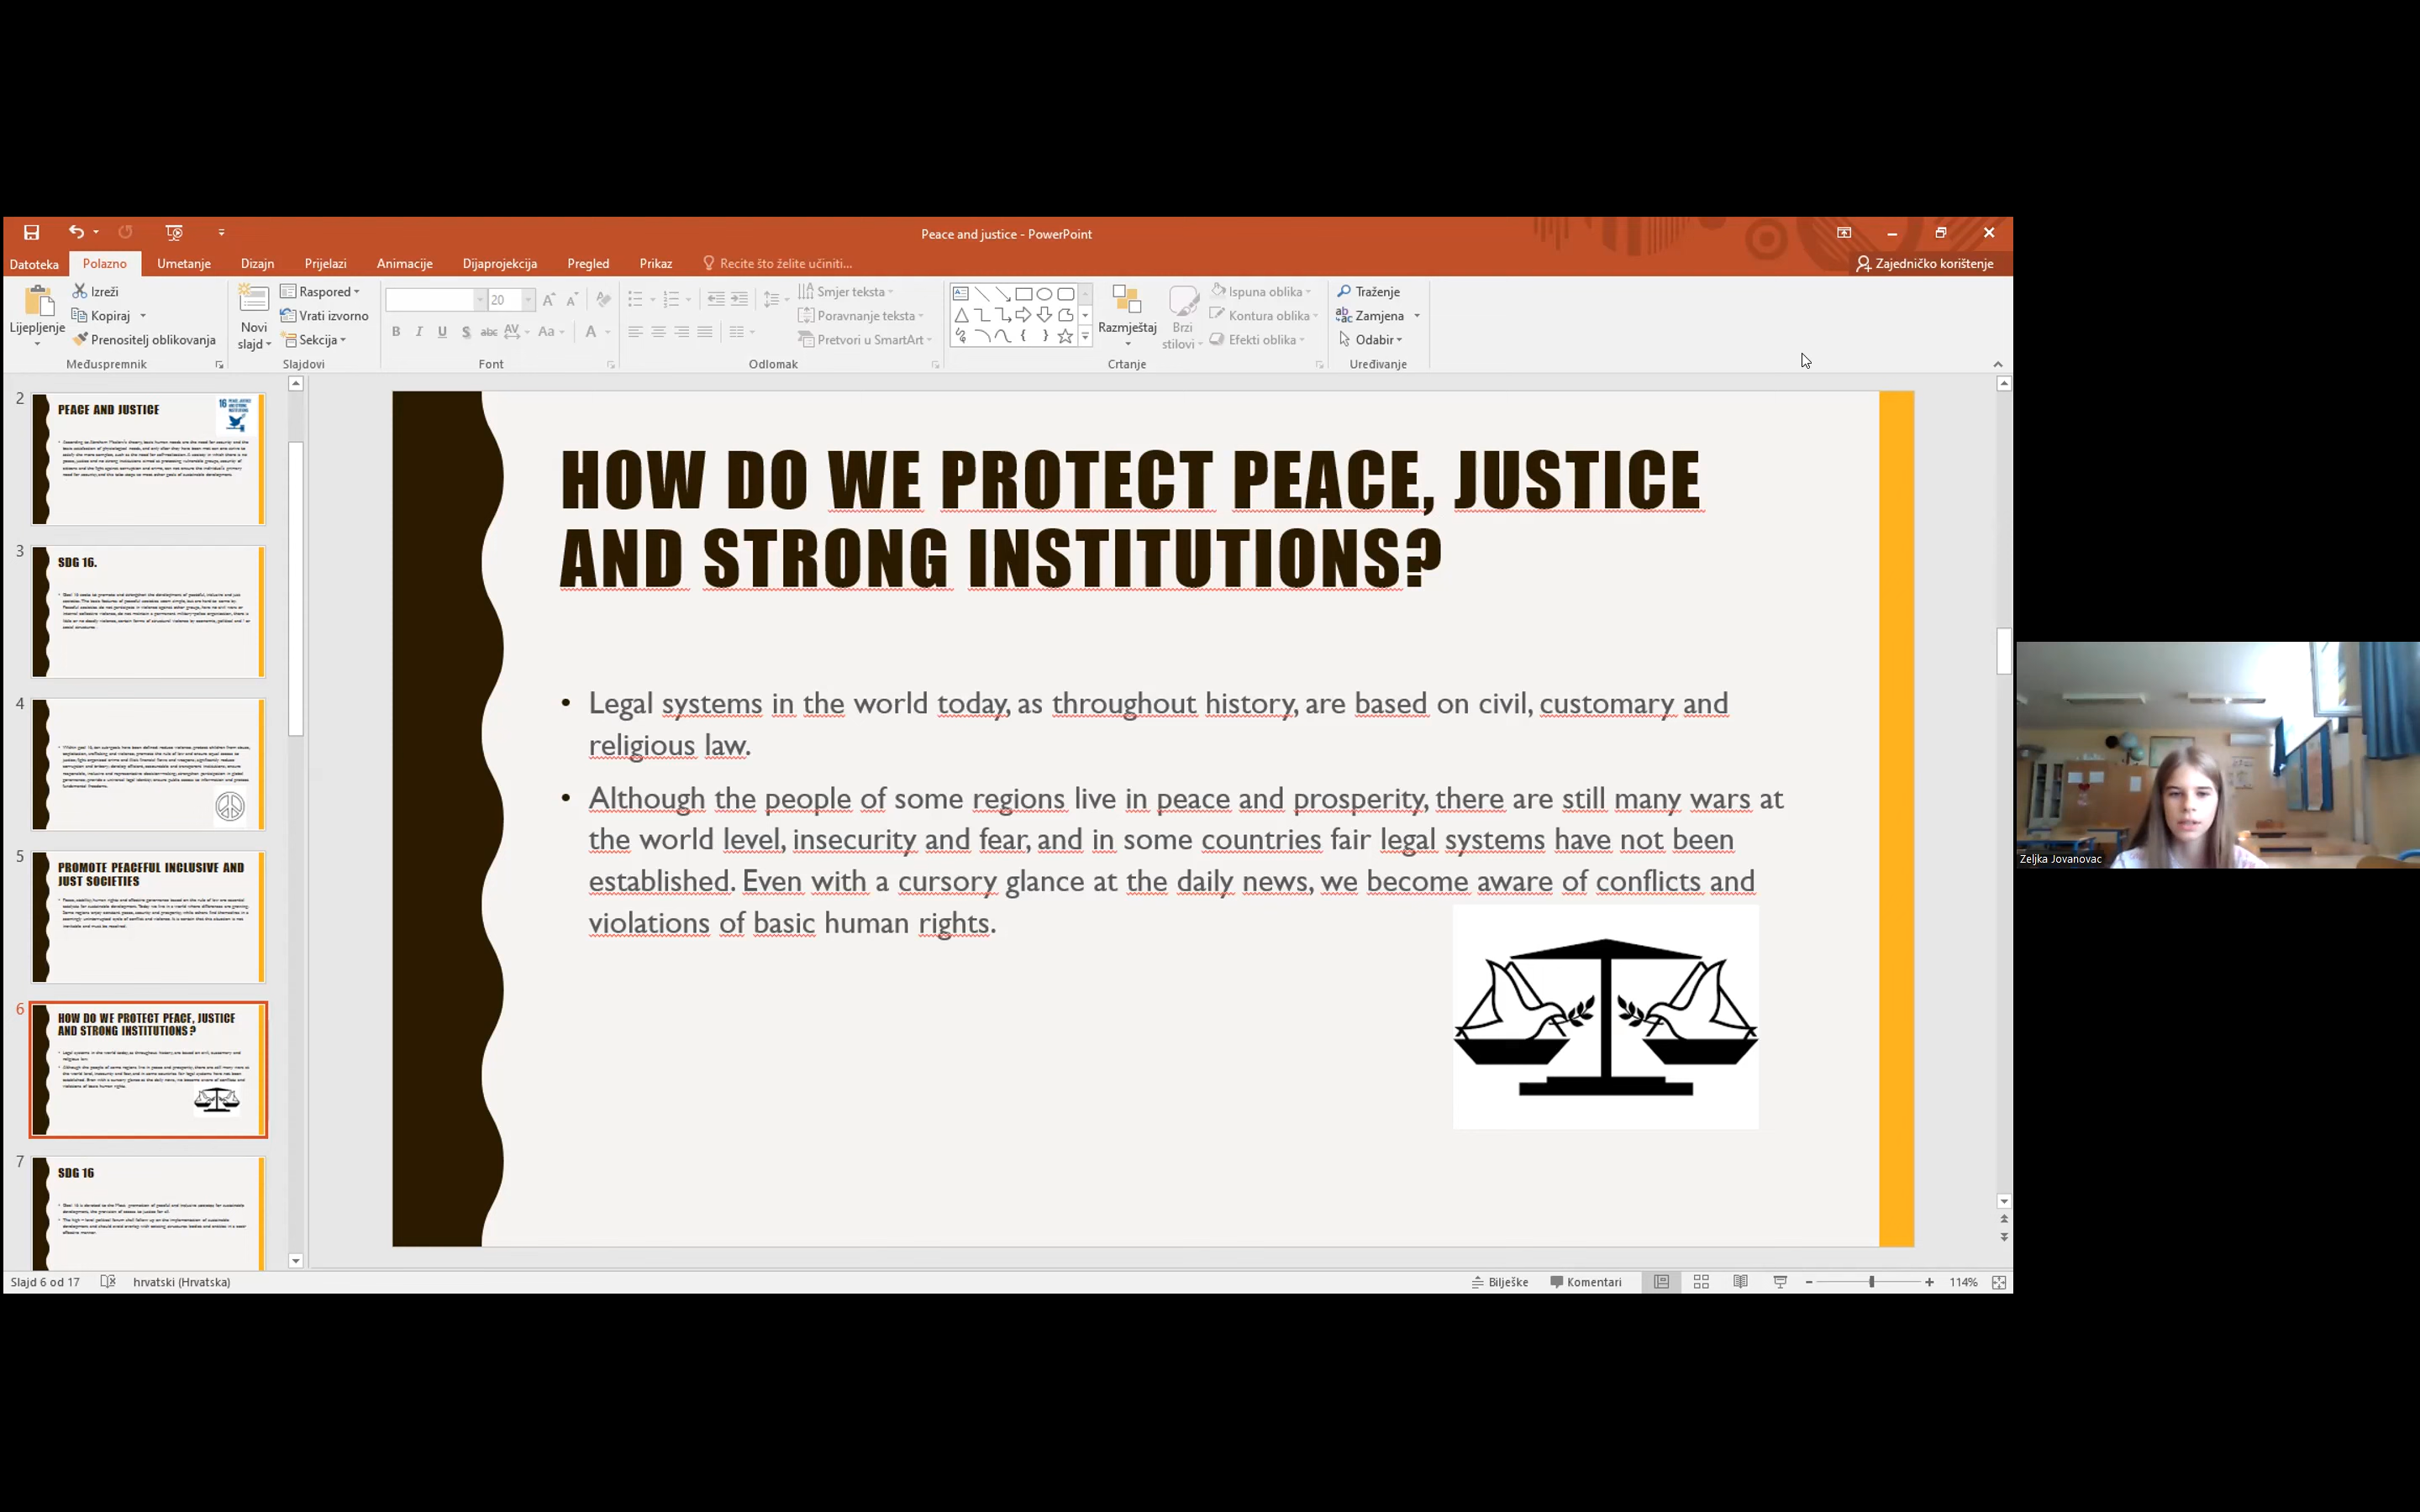 Peace and justice - PowerPoint
Datoteka Polazno Umetanje Dizajn Prijelazi Animacije Dijaprojekcija Pregled Prikaz Recite što želite učiniti... Zajedničko korištenje
Lijepljenje
Izreži
Kopiraj
Prenositelj oblikovanja
Međuspremnik
Novi
slajd
Raspored
Vrati izvorno
Sekcija
Slajdovi
20
Font
Smjer teksta
Poravnanje teksta
Pretvori u SmartArt
Odlomak
Razmještaj
Brzi
stilovi
Ispuna oblika
Kontura oblika
Efekti oblika
Crtanje
Traženje
Zamjena
Odabir
Uređivanje
2
PEACE AND JUSTICE
3
SDG 16.
4
5
PROMOTE PEACEFUL INCLUSIVE AND
JUST SOCIETIES
6
HOW DO WE PROTECT PEACE, JUSTICE
AND STRONG INSTITUTIONS?
7
SDG 16
HOW DO WE PROTECT PEACE, JUSTICE
AND STRONG INSTITUTIONS?
• Legal systems in the world today, as throughout history, are based on civil, customary and
religious law.
• Although the people of some regions live in peace and prosperity, there are still many wars at
the world level, insecurity and fear, and in some countries fair legal systems have not been
established. Even with a cursory glance at the daily news, we become aware of conflicts and
violations of basic human rights.
Zeljka Jovanovac
Slajd 6 od 17 hrvatski (Hrvatska) Bilješke Komentari 114%